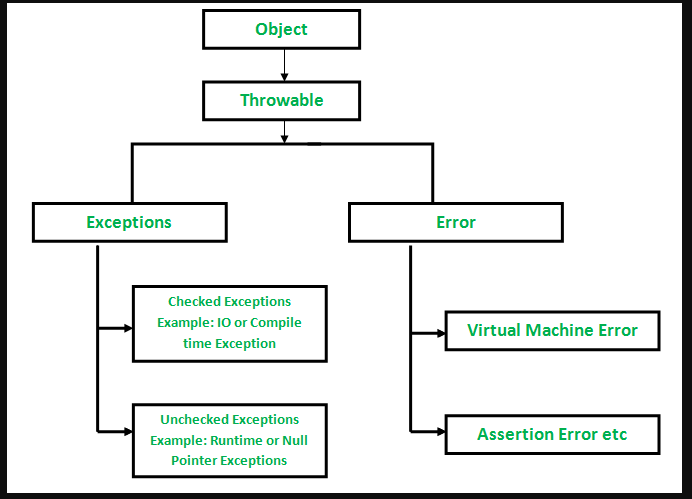 Object
Throwable
Exceptions
Error
Checked Exceptions
Example: IO or Compile
time Exception
Virtual Machine Error
Unchecked Exceptions
Example: Runtime or Null
Pointer Exceptions
Assertion Error etc